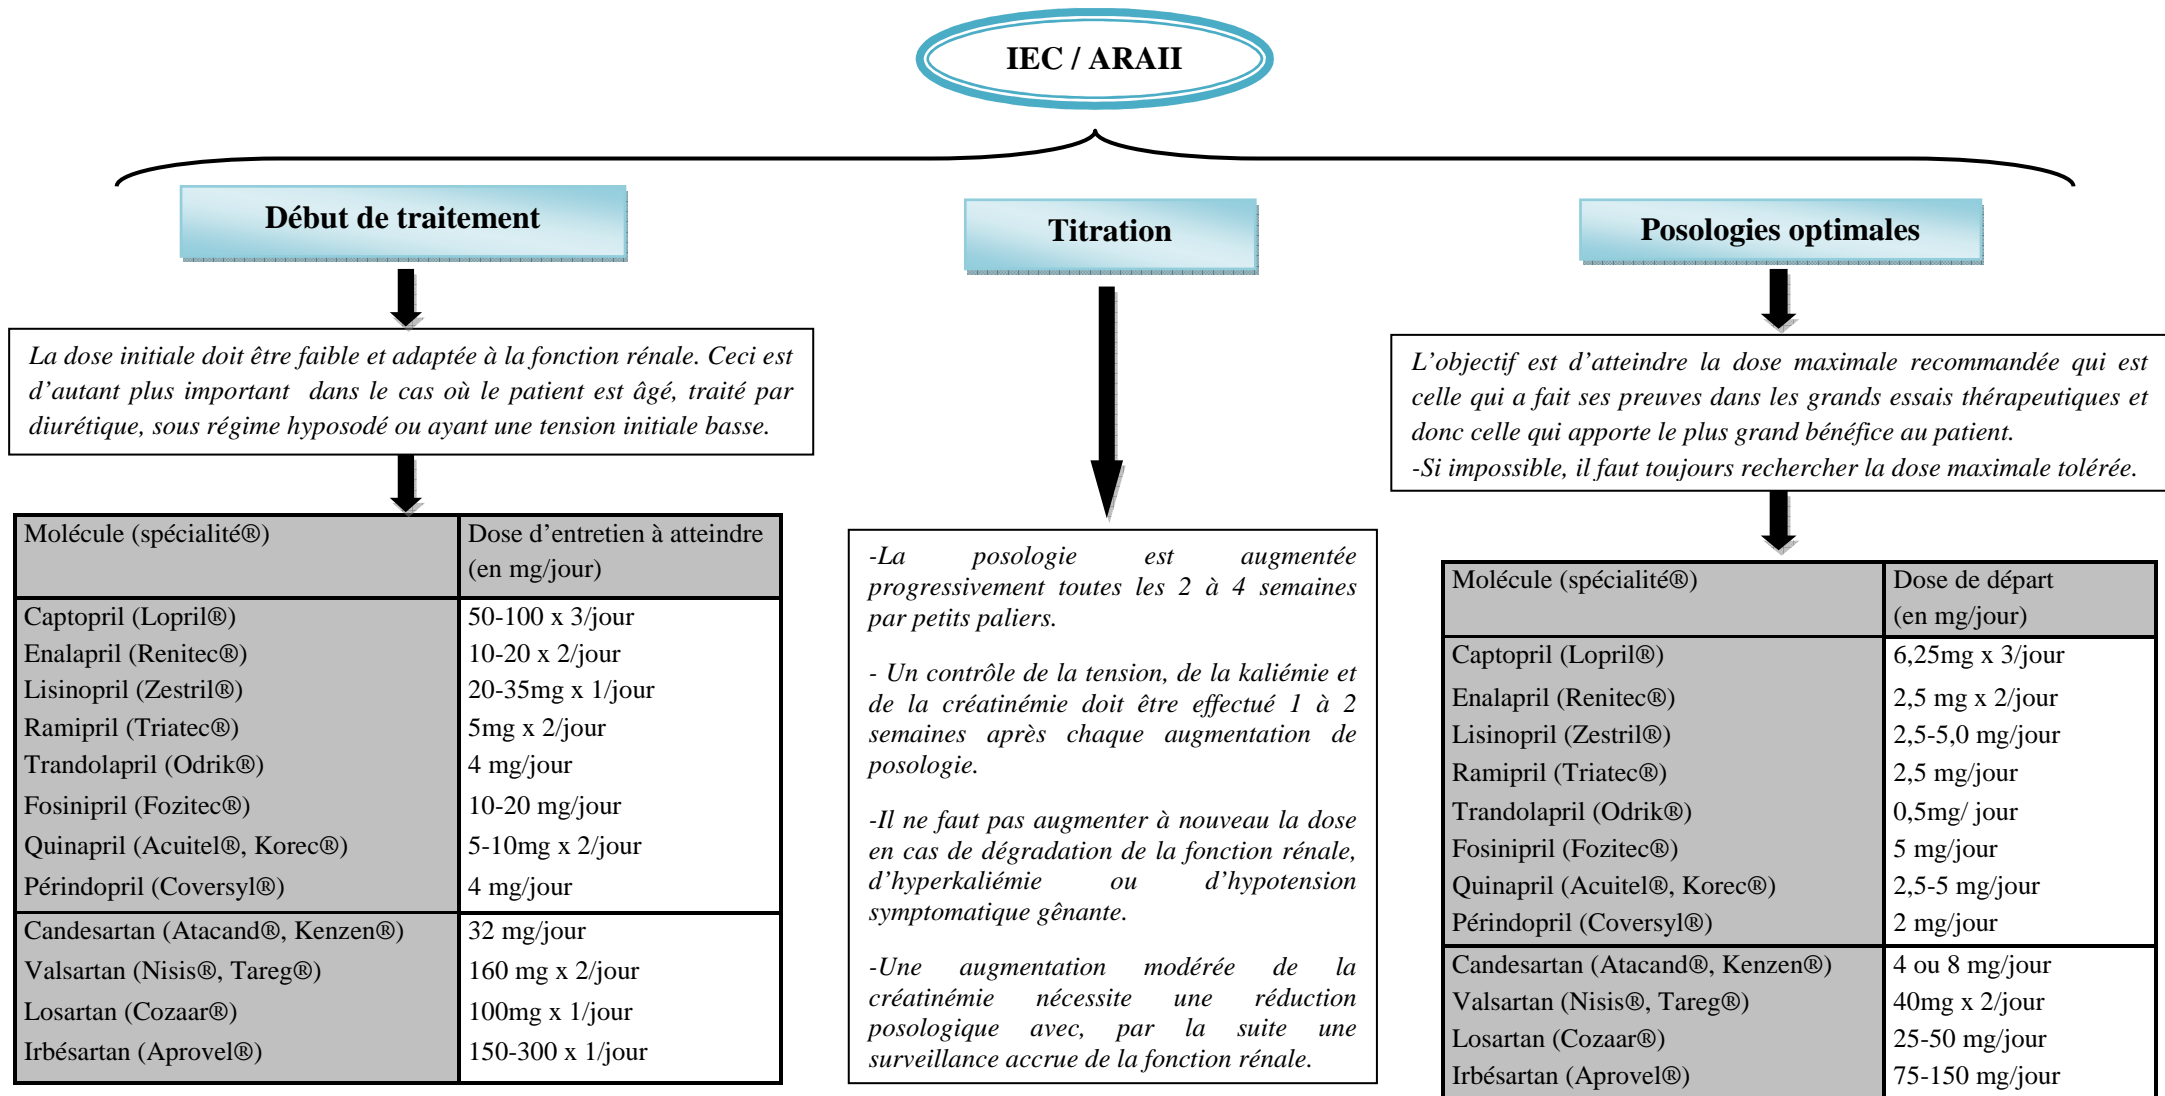 IEC / ARAII
Début de traitement
La dose initiale doit être faible et adaptée à la fonction rénale. Ceci est
d’autant plus important dans le cas où le patient est âgé, traité par
diurétique, sous régime hyposodé ou ayant une tension initiale basse.
Molécule (spécialité®) Dose d’entretien à atteindre
(en mg/jour)
Captopril (Lopril®) 50-100 x 3/jour
Enalapril (Renitec®) 10-20 x 2/jour
Lisinopril (Zestril®) 20-35mg x 1/jour
Ramipril (Triatec®) 5mg x 2/jour
Trandolapril (Odrik®) 4 mg/jour
Fosinipril (Fozitec®) 10-20 mg/jour
Quinapril (Acuitel®, Korec®) 5-10mg x 2/jour
Périndopril (Coversyl®) 4 mg/jour
Candesartan (Atacand®, Kenzen®) 32 mg/jour
Valsartan (Nisis®, Tareg®) 160 mg x 2/jour
Losartan (Cozaar®) 100mg x 1/jour
Irbésartan (Aprovel®) 150-300 x 1/jour
Titration
-La posologie est augmentée
progressivement toutes les 2 à 4 semaines
par petits paliers.
- Un contrôle de la tension, de la kaliémie et
de la créatinémie doit être effectué 1 à 2
semaines après chaque augmentation de
posologie.
-Il ne faut pas augmenter à nouveau la dose
en cas de dégradation de la fonction rénale,
d’hyperkaliémie ou d’hypotension
symptomatique gênante.
-Une augmentation modérée de la
créatinémie nécessite une réduction
posologique avec, par la suite une
surveillance accrue de la fonction rénale.
Posologies optimales
L’objectif est d’atteindre la dose maximale recommandée qui est
celle qui a fait ses preuves dans les grands essais thérapeutiques et
donc celle qui apporte le plus grand bénéfice au patient.
-Si impossible, il faut toujours rechercher la dose maximale tolérée.
Molécule (spécialité®) Dose de départ
(en mg/jour)
Captopril (Lopril®) 6,25mg x 3/jour
Enalapril (Renitec®) 2,5 mg x 2/jour
Lisinopril (Zestril®) 2,5-5,0 mg/jour
Ramipril (Triatec®) 2,5 mg/jour
Trandolapril (Odrik®) 0,5mg/ jour
Fosinipril (Fozitec®) 5 mg/jour
Quinapril (Acuitel®, Korec®) 2,5-5 mg/jour
Périndopril (Coversyl®) 2 mg/jour
Candesartan (Atacand®, Kenzen®) 4 ou 8 mg/jour
Valsartan (Nisis®, Tareg®) 40mg x 2/jour
Losartan (Cozaar®) 25-50 mg/jour
Irbésartan (Aprovel®) 75-150 mg/jour